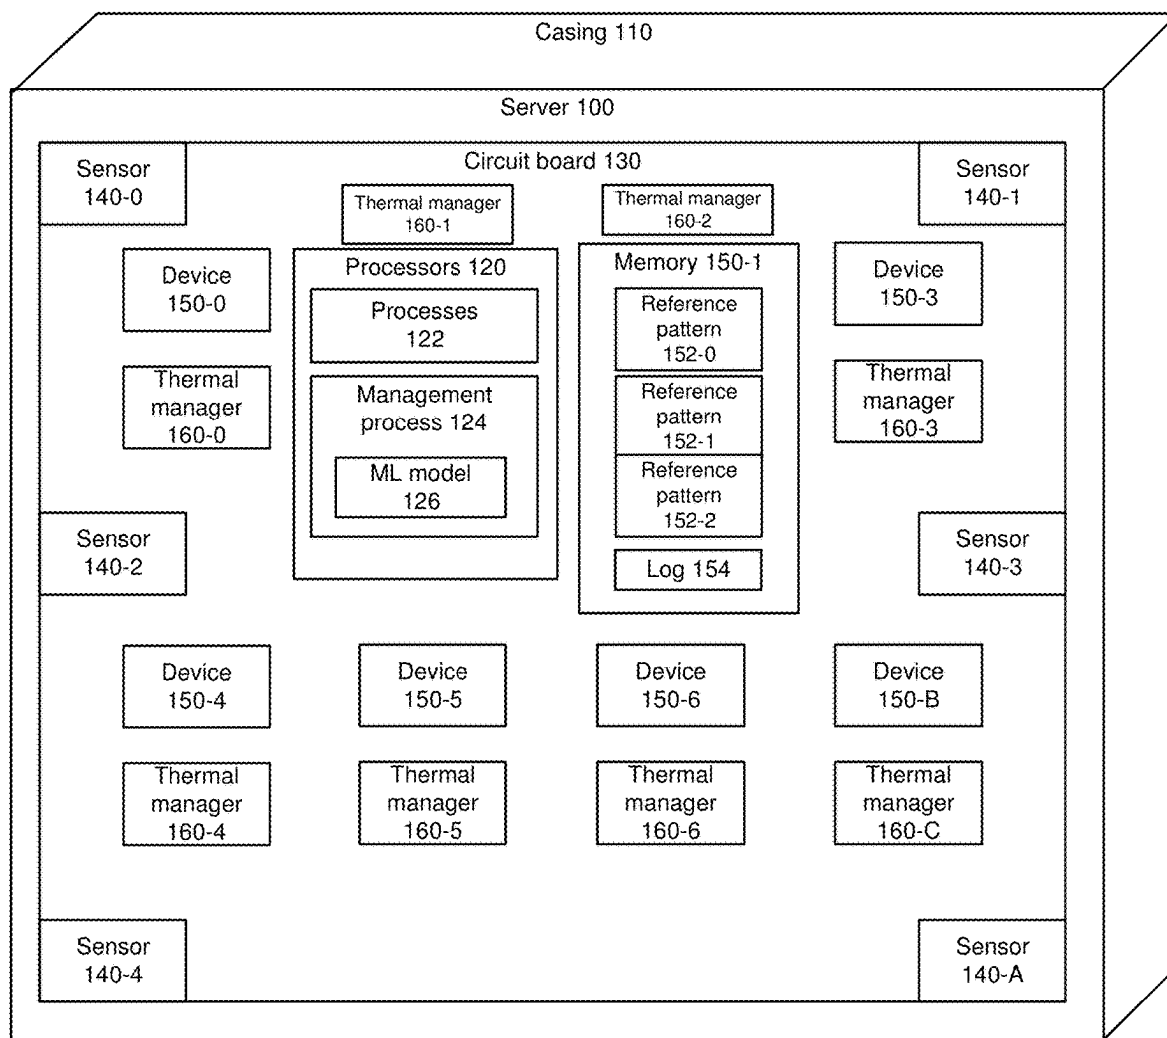 Casing 110
Server 100
Circuit board 130
Sensor
140-0
Sensor
140-1
Thermal manager
160-1
Thermal manager
160-2
Device
150-0
Processors 120
Processes
122
Management
process 124
ML model
126
Memory 150-1
Reference
pattern
152-0
Reference
pattern
152-1
Reference
pattern
152-2
Log 154
Device
150-3
Thermal
manager
160-0
Thermal
manager
160-3
Sensor
140-2
Sensor
140-3
Device
150-4
Device
150-5
Device
150-6
Device
150-B
Thermal
manager
160-4
Thermal
manager
160-5
Thermal
manager
160-6
Thermal
manager
160-C
Sensor
140-4
Sensor
140-A